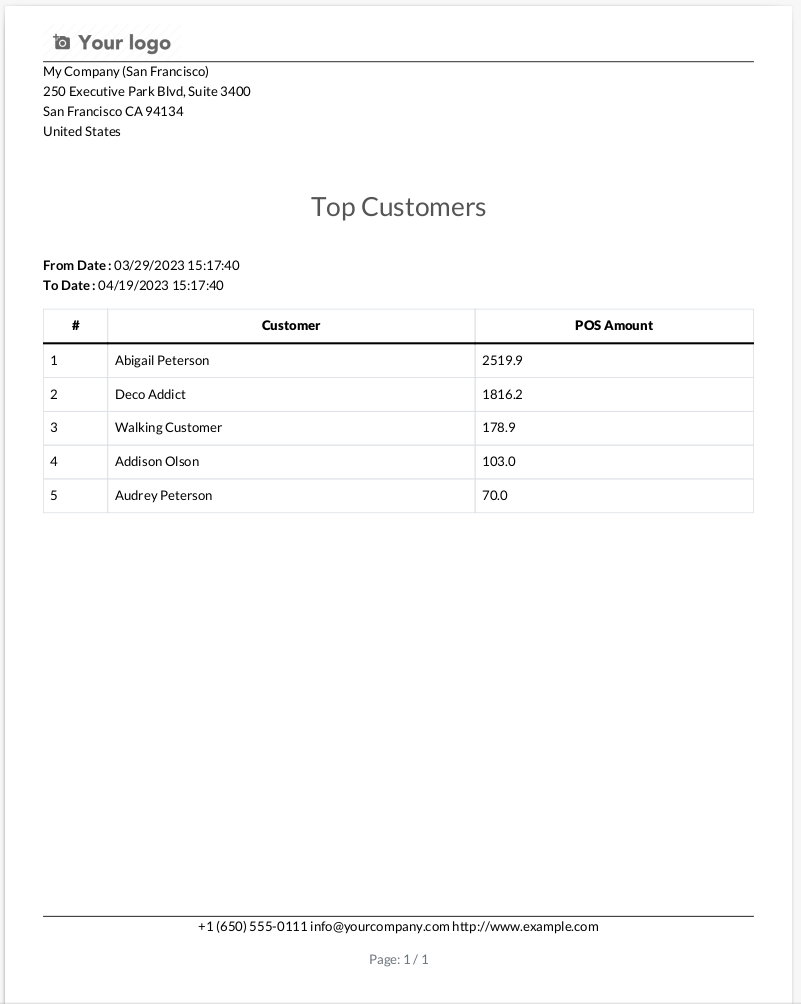 Your logo
My Company (San Francisco)
250 Executive Park Blvd, Suite 3400
San Francisco CA 94134
United States
Top Customers
From Date : 03/29/2023 15:17:40
To Date : 04/19/2023 15:17:40
# Customer POS Amount
1 Abigail Peterson 2519.9
2 Deco Addict 1816.2
3 Walking Customer 178.9
4 Addison Olson 103.0
5 Audrey Peterson 70.0
+1 (650) 555-0111 info@yourcompany.com http://www.example.com
Page: 1 / 1